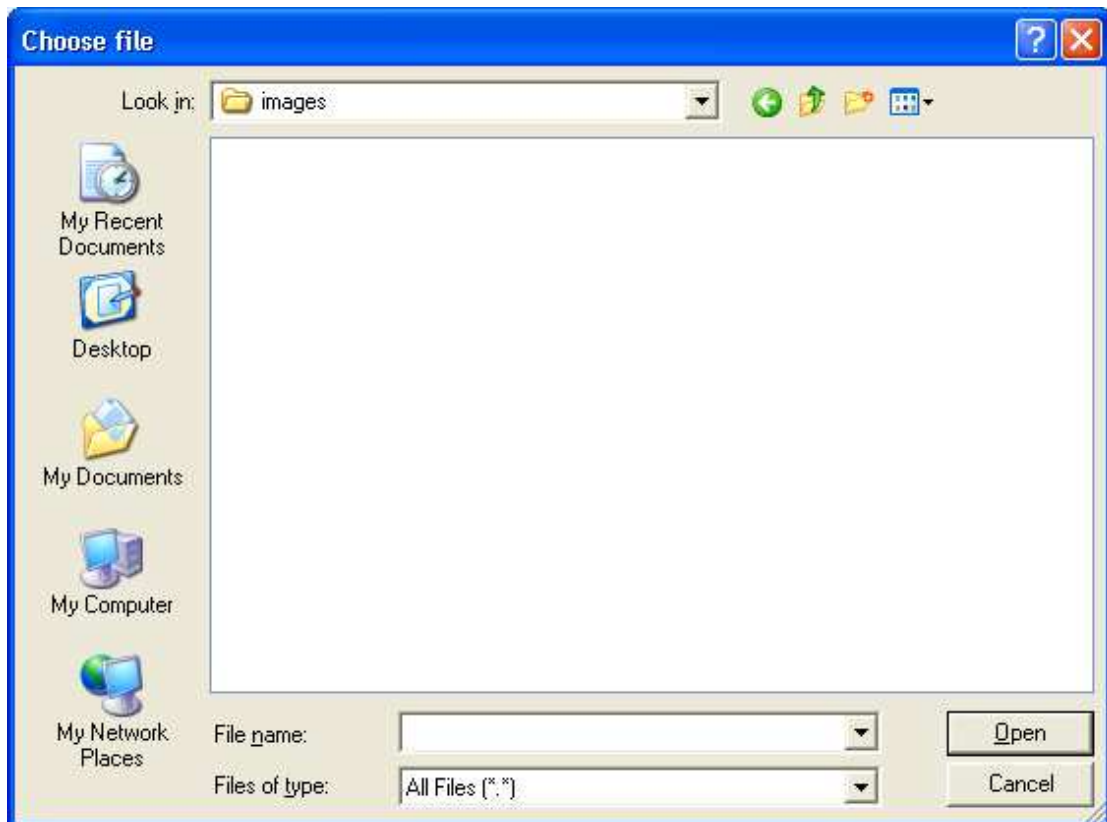 Choose file
Look in:
images
My Recent
Documents
Desktop
My Documents
My Computer
My Network
Places
File name:
Open
Files of type:
All Files (*.*)
Cancel